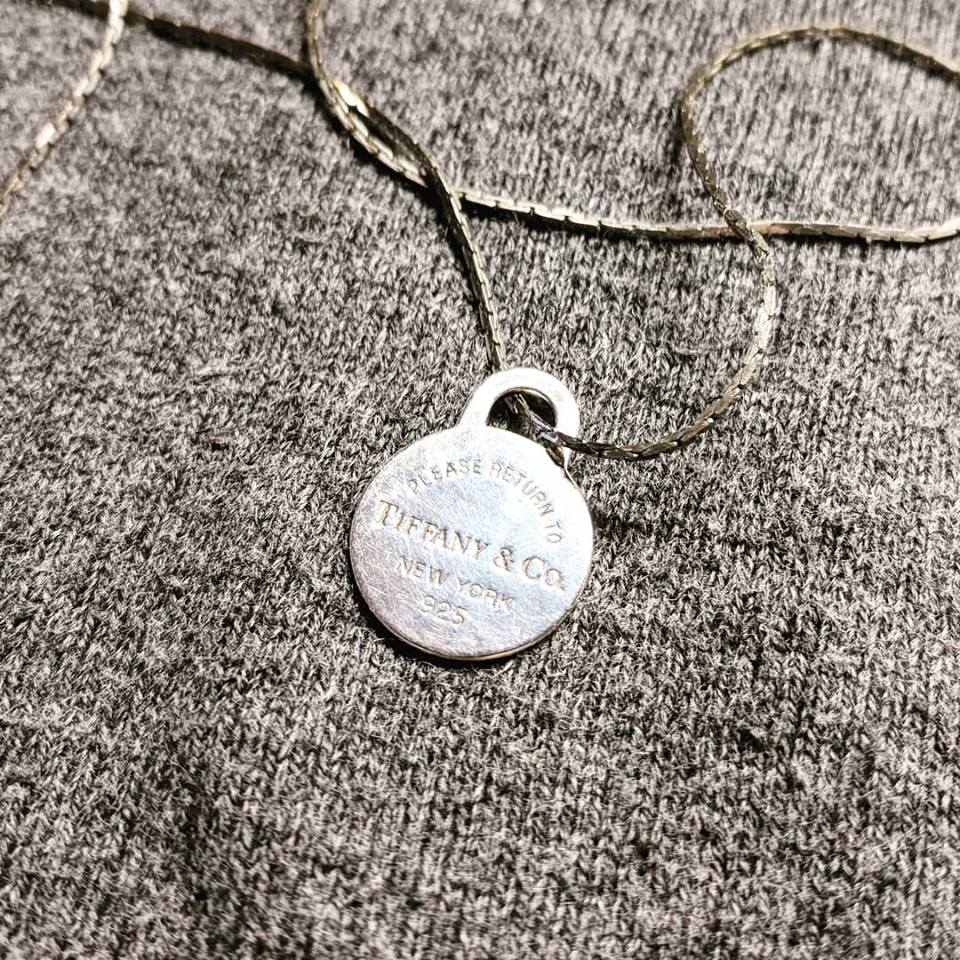 PLEASE RETURN TO
TIFFANY & Co.
NEW YORK
925